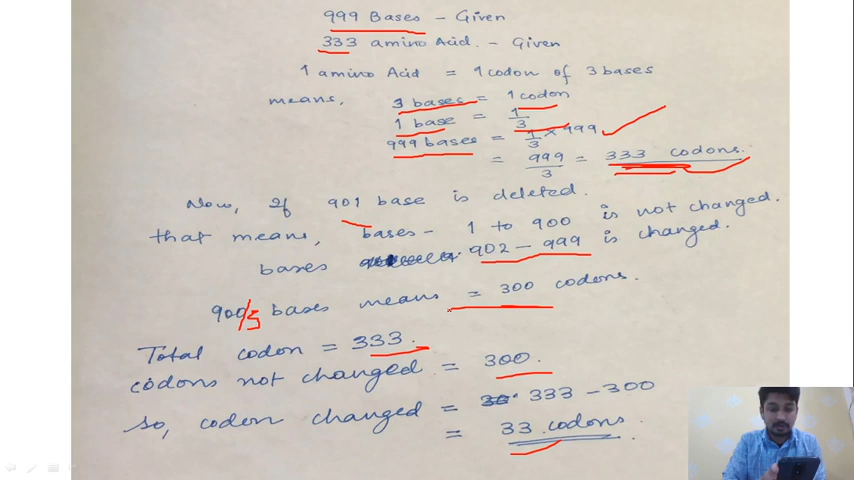 999 Bases - Given
333 amino Acid. - Given
1 amino Acid = 1 codon of 3 bases
means, 3 bases = 1 codon
1 base = 1/3
999 bases = 1/3 × 999
= 999/3 = 333 codons.
Now, If 901 base is deleted.
that means, bases - 1 to 900 is not changed.
bases 902 - 999 is changed.
900/3 bases means = 300 codons.
Total codon = 333.
codons not changed = 300.
so, codon changed = 333 - 300
= 33 codons.